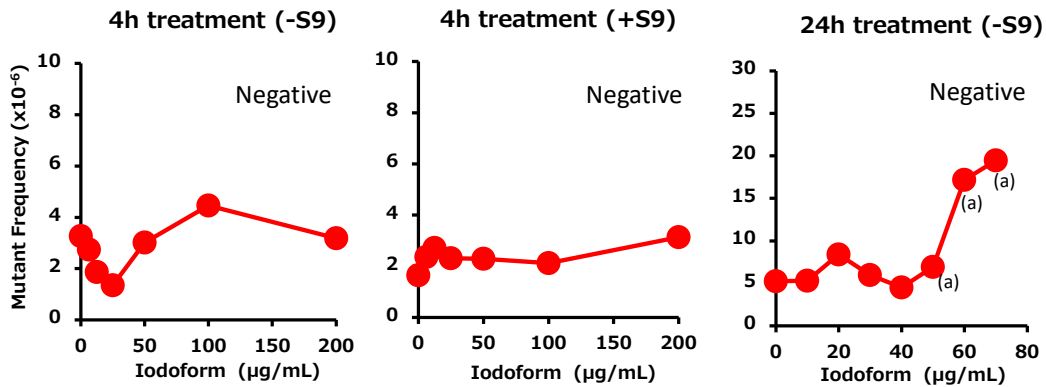 4h treatment (-S9)
Mutant Frequency (x10⁻⁶)
10
8
6
4
2
0
Negative
0
50
100
150
200
Iodoform (µg/mL)
4h treatment (+S9)
10
8
6
4
2
0
Negative
0
50
100
150
200
Iodoform (µg/mL)
24h treatment (-S9)
30
25
20
15
10
5
0
Negative
(a)
(a)
(a)
0
20
40
60
80
Iodoform (µg/mL)